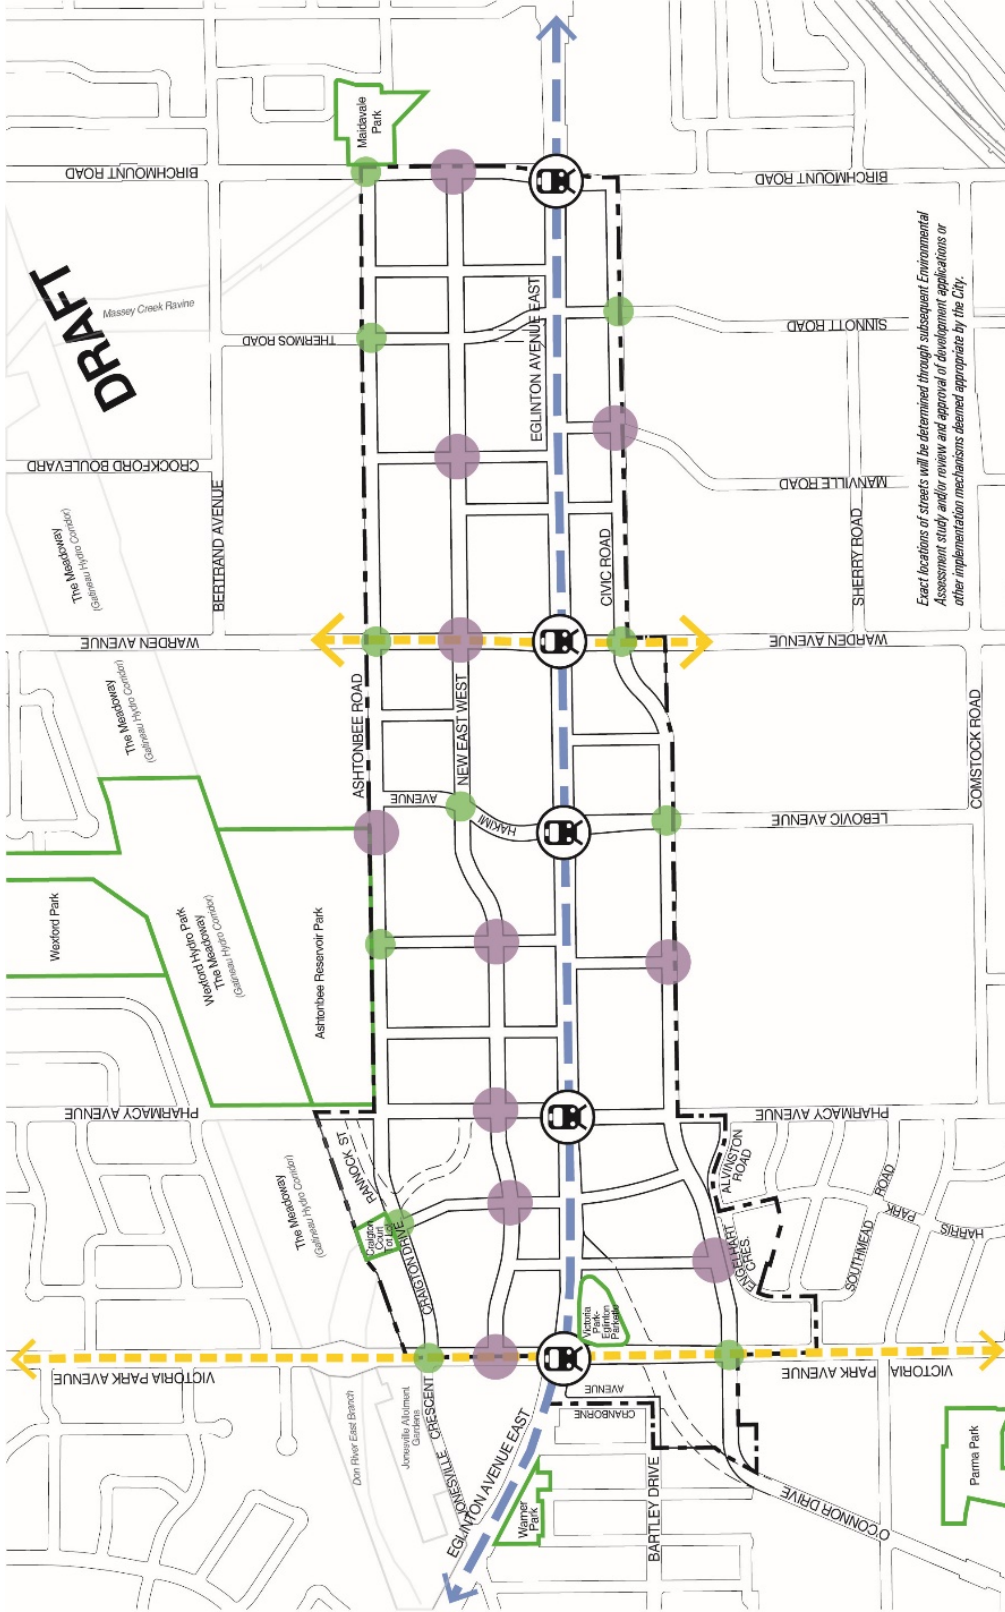 Maidavale
Park
BIRCHMOUNT ROAD
BIRCHMOUNT ROAD
DRAFT
Massey Creek Ravine
THERMOS ROAD
EGLINTON AVENUE EAST
SINNOTT ROAD
Exact locations of streets will be determined through subsequent Environmental
Assessment study and/or review and approval of development applications or
other implementation mechanisms deemed appropriate by the City.
CROCKFORD BOULEVARD
MANVILLE ROAD
The Meadoway
(Gatineau Hydro Corridor)
BERTRAND AVENUE
CIVIC ROAD
SHERRY ROAD
WARDEN AVENUE
WARDEN AVENUE
The Meadoway
(Gatineau Hydro Corridor)
ASHTONBEE ROAD
NEW EAST WEST
COMSTOCK ROAD
AVENUE
HAKIMI
LEBOVIC AVENUE
Wexford Park
Wexford Hydro Park
The Meadoway
(Gatineau Hydro Corridor)
Ashtonbee Reservoir Park
PHARMACY AVENUE
PHARMACY AVENUE
RANNOCK ST
ALVINSTON
ROAD
The Meadoway
(Gatineau Hydro Corridor)
Craigton
Court
Tot Lot
CRAIGTON DRIVE
ENGELHART
CRES.
ROAD
PARK
HARRIS
SOUTHMEAD
Victoria
Park-
Eglinton
Parkette
VICTORIA PARK AVENUE
PARK AVENUE
VICTORIA
Don River East Branch
Jonesville Allotment
Gardens
JONESVILLE CRESCENT
AVENUE
CRANBORNE
EGLINTON AVENUE EAST
Warner
Park
BARTLEY DRIVE
O'CONNOR DRIVE
Parma Park